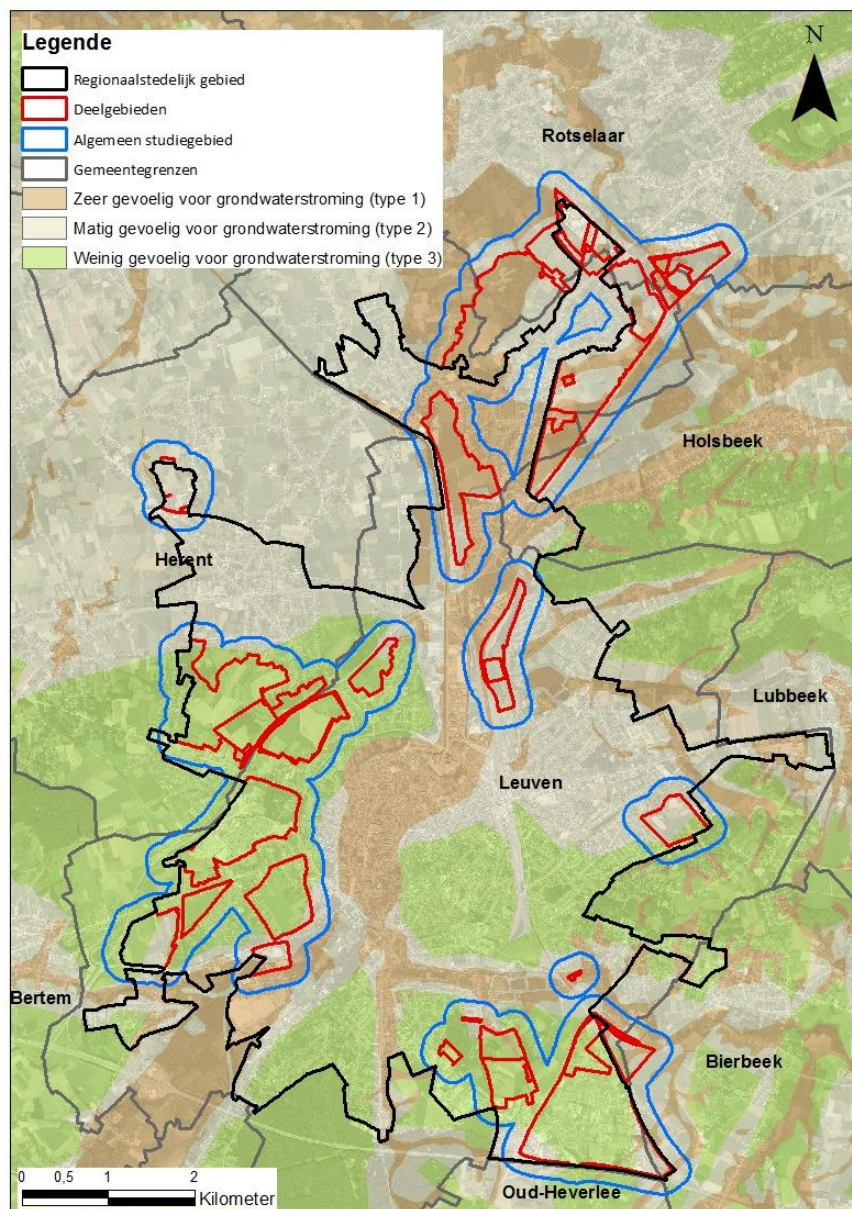 Legende
Regionaalstedelijk gebied
Deelgebieden
Algemeen studiegebied
Gemeentegrenzen
Zeer gevoelig voor grondwaterstroming (type 1)
Matig gevoelig voor grondwaterstroming (type 2)
Weinig gevoelig voor grondwaterstroming (type 3)
N
Rotselaar
Holsbeek
Herent
Lubbeek
Leuven
Bertem
Bierbeek
Oud-Heverlee
0 0,5 1 2
Kilometer